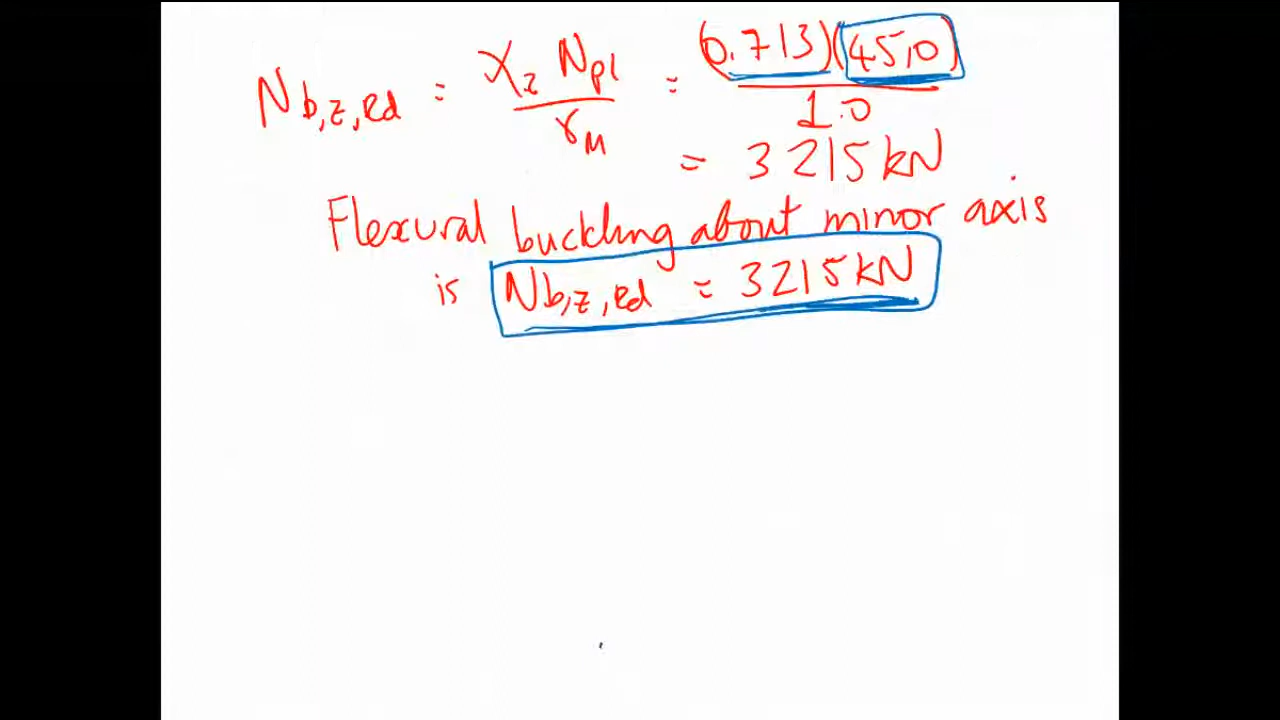 Nb,z,Rd = χz Npl / γM = (0.713)(4510) / 1.0
= 3215 kN
Flexural buckling about minor axis
is Nb,z,Rd = 3215 kN